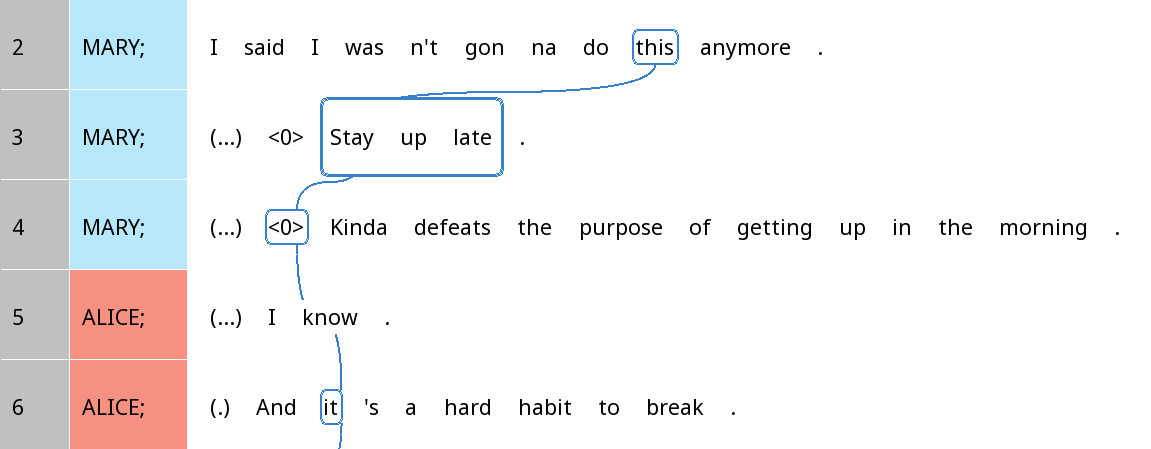 2 MARY; I said I was n't gon na do this anymore .
3 MARY; (...) <0> Stay up late .
4 MARY; (...) <0> Kinda defeats the purpose of getting up in the morning .
5 ALICE; (...) I know .
6 ALICE; (.) And it 's a hard habit to break .